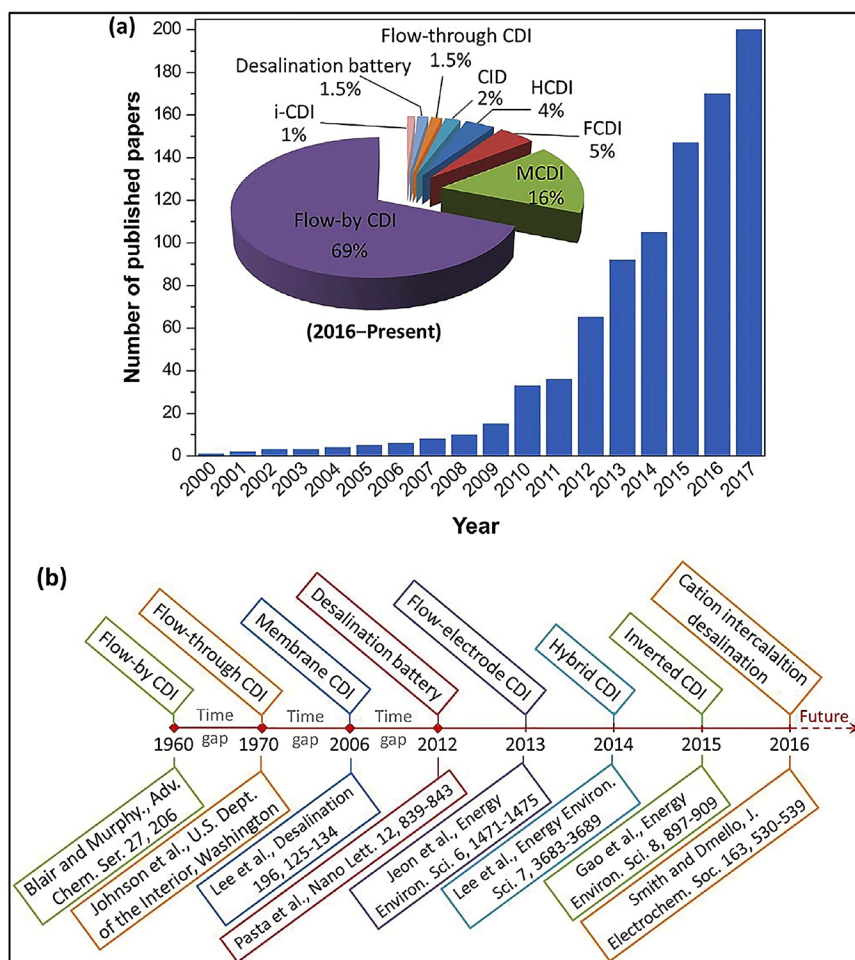 (a)
Number of published papers
200
180
160
140
120
100
80
60
40
20
0
Flow-through CDI
1.5%
Desalination battery
1.5%
CID
2%
HCDI
4%
i-CDI
1%
FCDI
5%
MCDI
16%
Flow-by CDI
69%
(2016–Present)
2000
2001
2002
2003
2004
2005
2006
2007
2008
2009
2010
2011
2012
2013
2014
2015
2016
2017
Year
(b)
Flow-by CDI
Flow-through CDI
Membrane CDI
Desalination battery
Flow-electrode CDI
Hybrid CDI
Inverted CDI
Cation intercalaltion
desalination
Time
gap
Time
gap
Time
gap
Future
1960
1970
2006
2012
2013
2014
2015
2016
Blair and Murphy,, Adv.
Chem. Ser. 27, 206
Johnson et al., U.S. Dept.
of the Interior, Washington
Lee et al., Desalination
196, 125-134
Pasta et al., Nano Lett. 12, 839-843
Jeon et al., Energy
Environ. Sci. 6, 1471-1475
Lee et al., Energy Environ.
Sci. 7, 3683-3689
Gao et al., Energy
Environ. Sci. 8, 897-909
Smith and Dmello, J.
Electrochem. Soc. 163, 530-539